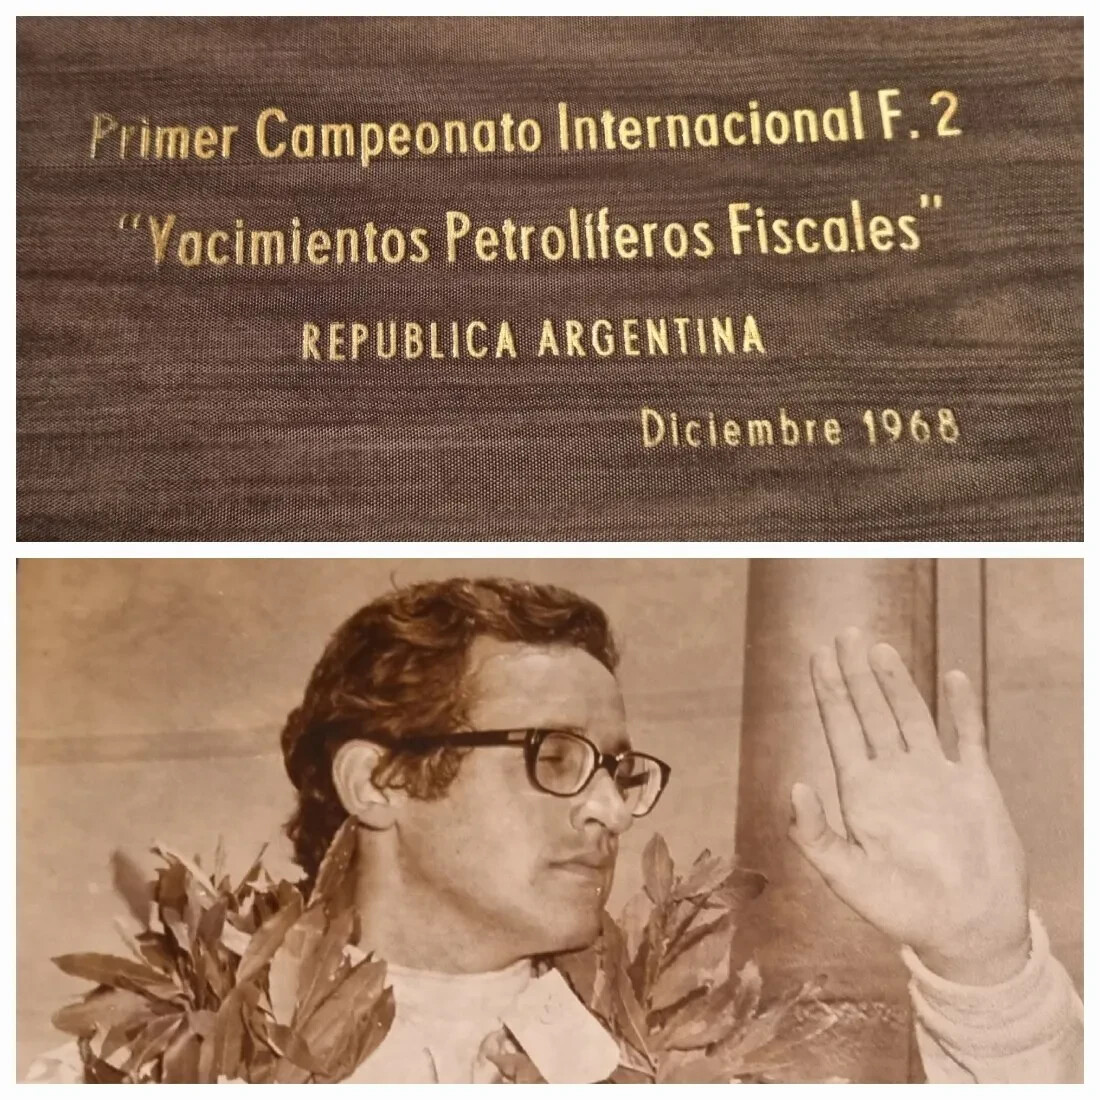 Primer Campeonato Internacional F. 2
"Yacimientos Petrolíferos Fiscales"
REPUBLICA ARGENTINA
Diciembre 1968